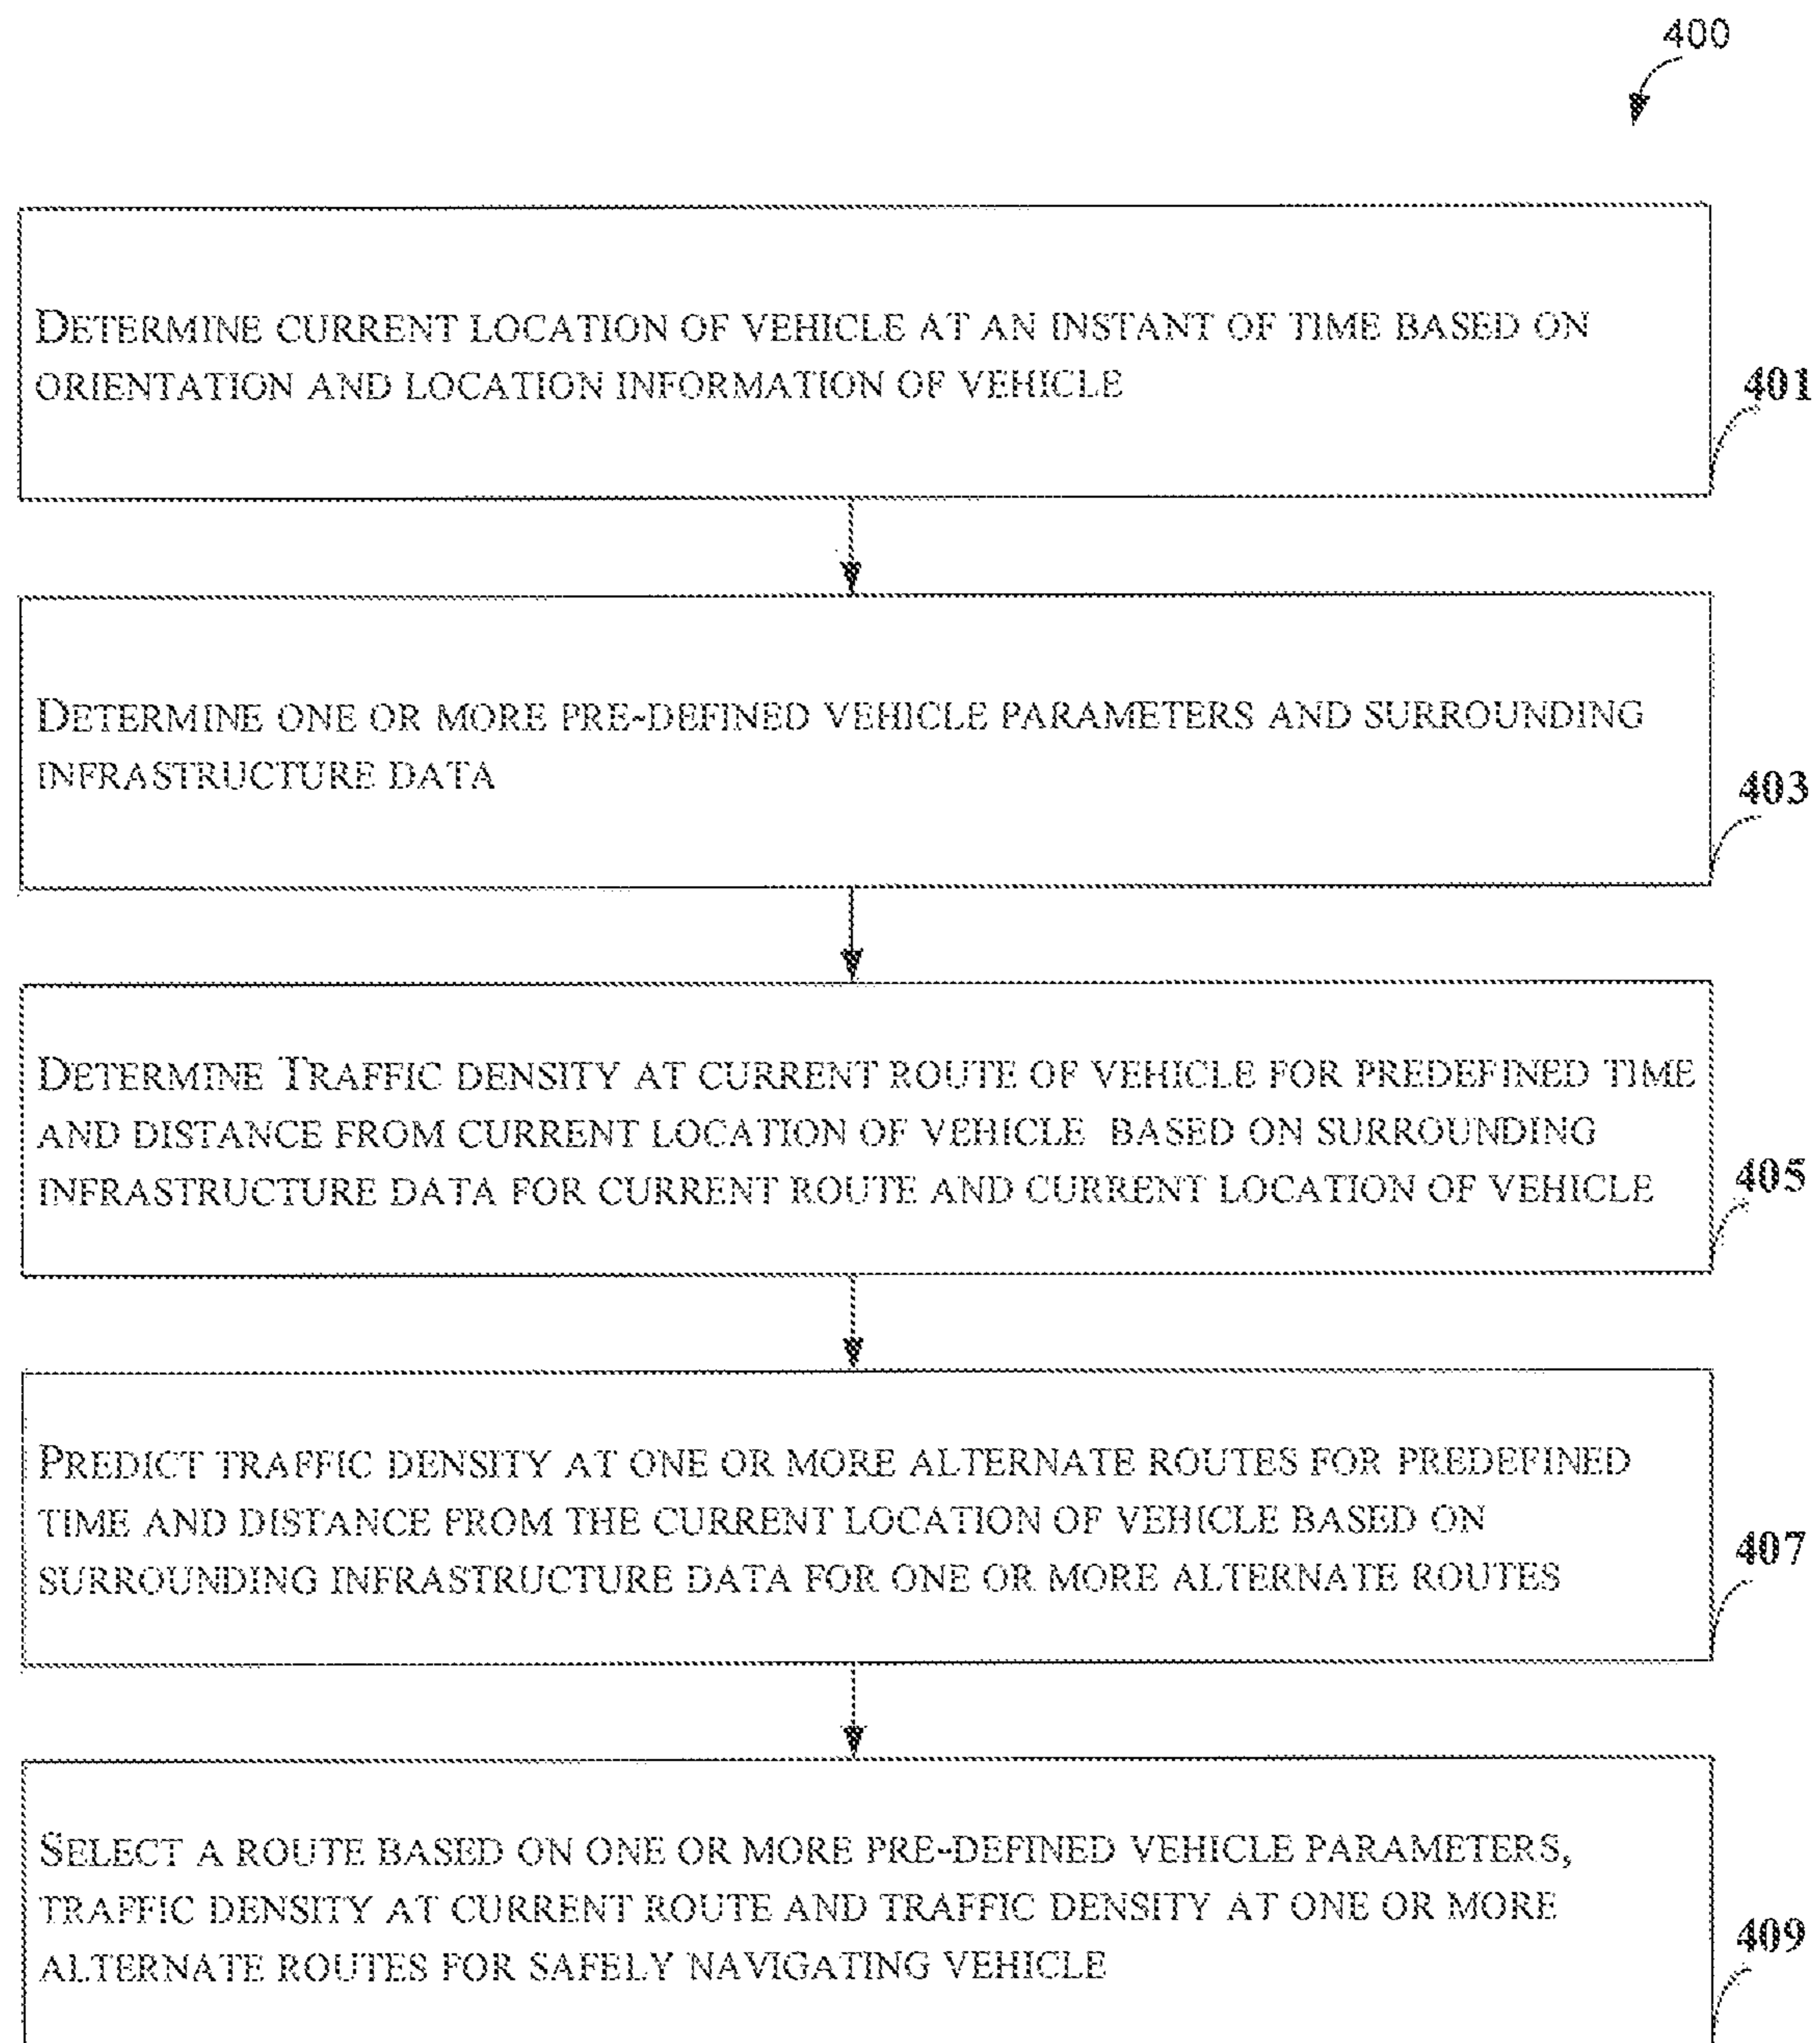 400
DETERMINE CURRENT LOCATION OF VEHICLE AT AN INSTANT OF TIME BASED ON
ORIENTATION AND LOCATION INFORMATION OF VEHICLE
401
DETERMINE ONE OR MORE PRE-DEFINED VEHICLE PARAMETERS AND SURROUNDING
INFRASTRUCTURE DATA
403
DETERMINE TRAFFIC DENSITY AT CURRENT ROUTE OF VEHICLE FOR PREDEFINED TIME
AND DISTANCE FROM CURRENT LOCATION OF VEHICLE BASED ON SURROUNDING
INFRASTRUCTURE DATA FOR CURRENT ROUTE AND CURRENT LOCATION OF VEHICLE
405
PREDICT TRAFFIC DENSITY AT ONE OR MORE ALTERNATE ROUTES FOR PREDEFINED
TIME AND DISTANCE FROM THE CURRENT LOCATION OF VEHICLE BASED ON
SURROUNDING INFRASTRUCTURE DATA FOR ONE OR MORE ALTERNATE ROUTES
407
SELECT A ROUTE BASED ON ONE OR MORE PRE-DEFINED VEHICLE PARAMETERS,
TRAFFIC DENSITY AT CURRENT ROUTE AND TRAFFIC DENSITY AT ONE OR MORE
ALTERNATE ROUTES FOR SAFELY NAVIGATING VEHICLE
409